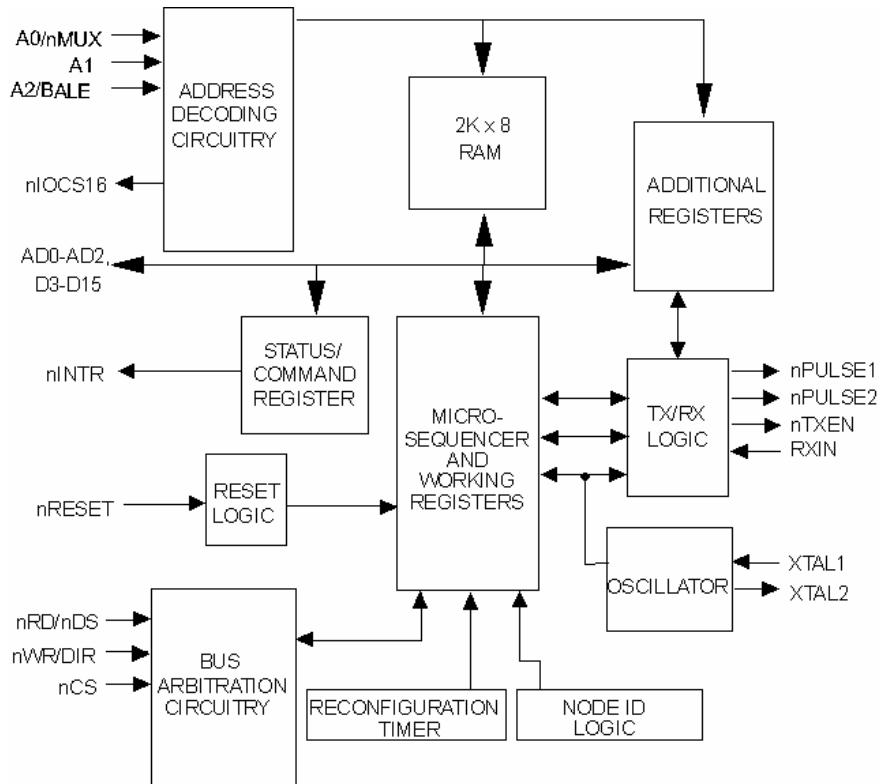 A0/nMUX
A1
A2/BALE
nIOCS16
ADDRESS
DECODING
CIRCUITRY
2K x 8
RAM
ADDITIONAL
REGISTERS
AD0-AD2,
D3-D15
nINTR
STATUS/
COMMAND
REGISTER
MICRO-
SEQUENCER
AND
WORKING
REGISTERS
TX/RX
LOGIC
nPULSE1
nPULSE2
nTXEN
RXIN
nRESET
RESET
LOGIC
OSCILLATOR
XTAL1
XTAL2
nRD/nDS
nWR/DIR
nCS
BUS
ARBITRATION
CIRCUITRY
RECONFIGURATION
TIMER
NODE ID
LOGIC